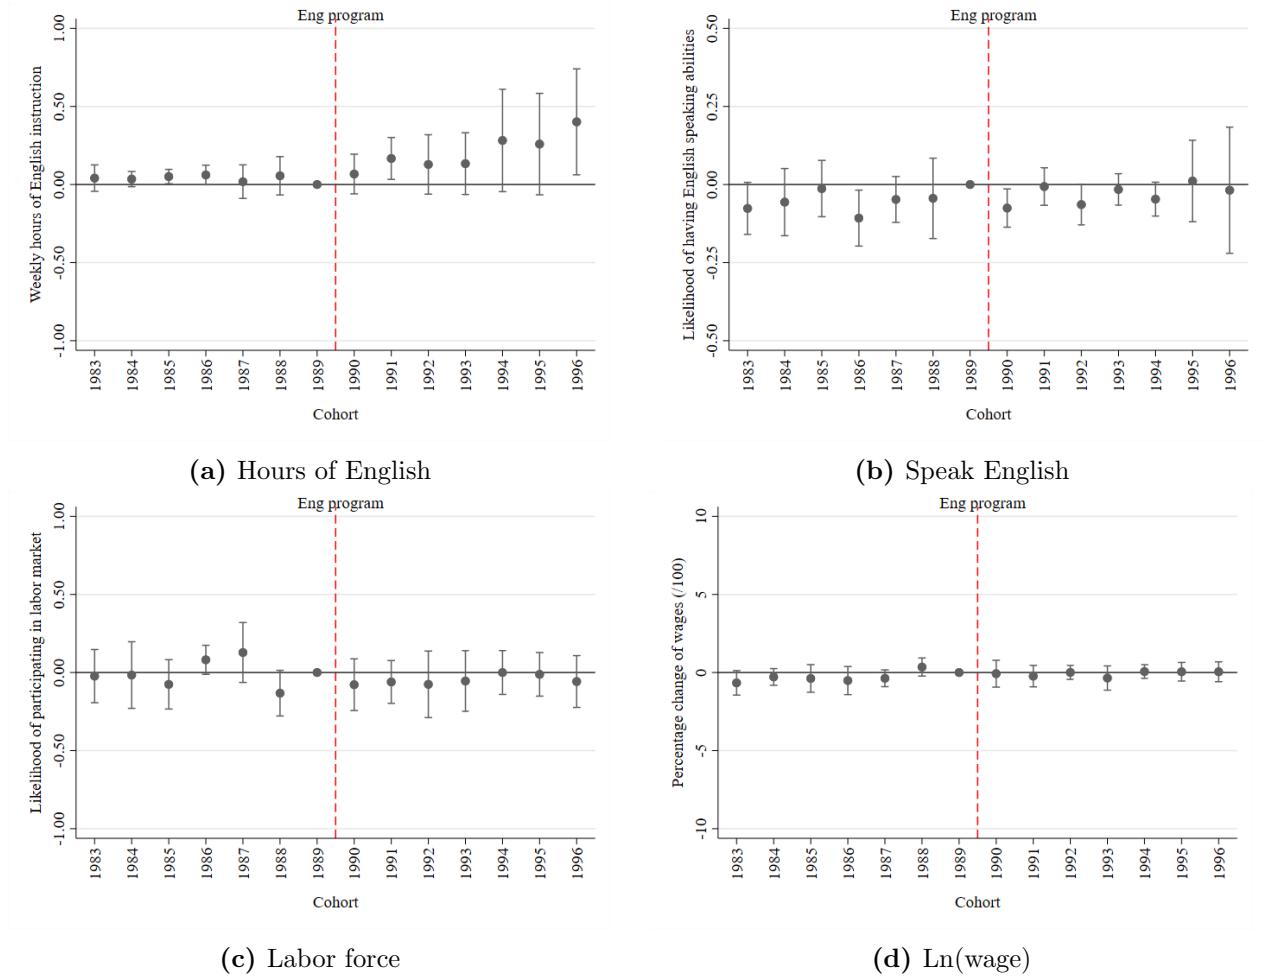 Eng program
Weekly hours of English instruction
1.00
0.50
0.00
-0.50
-1.00
1983 1984 1985 1986 1987 1988 1989 1990 1991 1992 1993 1994 1995 1996
Cohort
(a) Hours of English
Eng program
Likelihood of having English speaking abilities
0.50
0.25
0.00
-0.25
-0.50
1983 1984 1985 1986 1987 1988 1989 1990 1991 1992 1993 1994 1995 1996
Cohort
(b) Speak English
Eng program
Likelihood of participating in labor market
1.00
0.50
0.00
-0.50
-1.00
1983 1984 1985 1986 1987 1988 1989 1990 1991 1992 1993 1994 1995 1996
Cohort
(c) Labor force
Eng program
Percentage change of wages (/100)
10
5
0
-5
-10
1983 1984 1985 1986 1987 1988 1989 1990 1991 1992 1993 1994 1995 1996
Cohort
(d) Ln(wage)